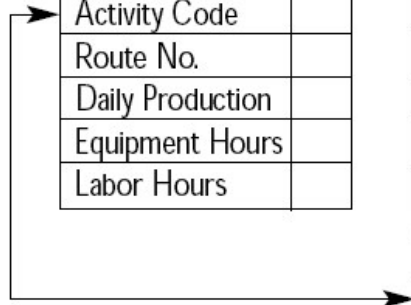 Activity Code
Route No.
Daily Production
Equipment Hours
Labor Hours